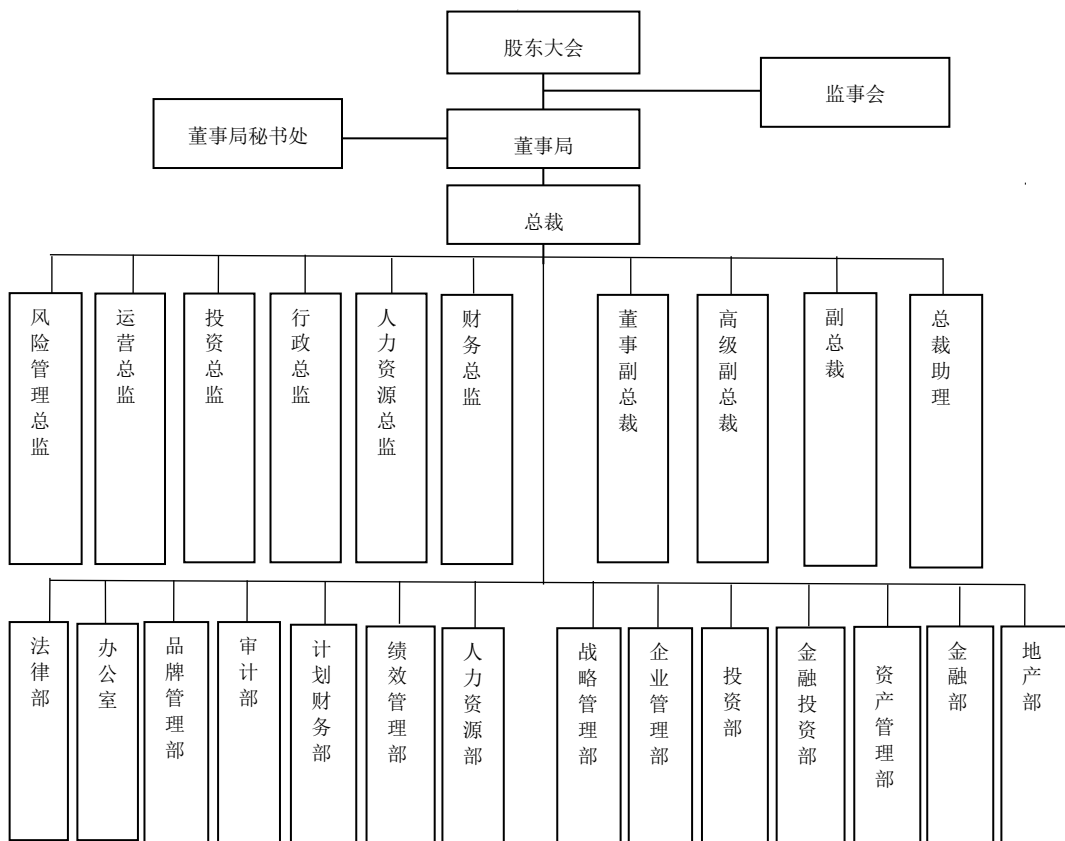 股东大会
监事会
董事局秘书处
董事局
总裁
风险管理总监
运营总监
投资总监
行政总监
人力资源总监
财务总监
董事副总裁
高级副总裁
副总裁
总裁助理
法律部
办公室
品牌管理部
审计部
计划财务部
绩效管理部
人力资源部
战略管理部
企业管理部
投资部
金融投资部
资产管理部
金融部
地产部